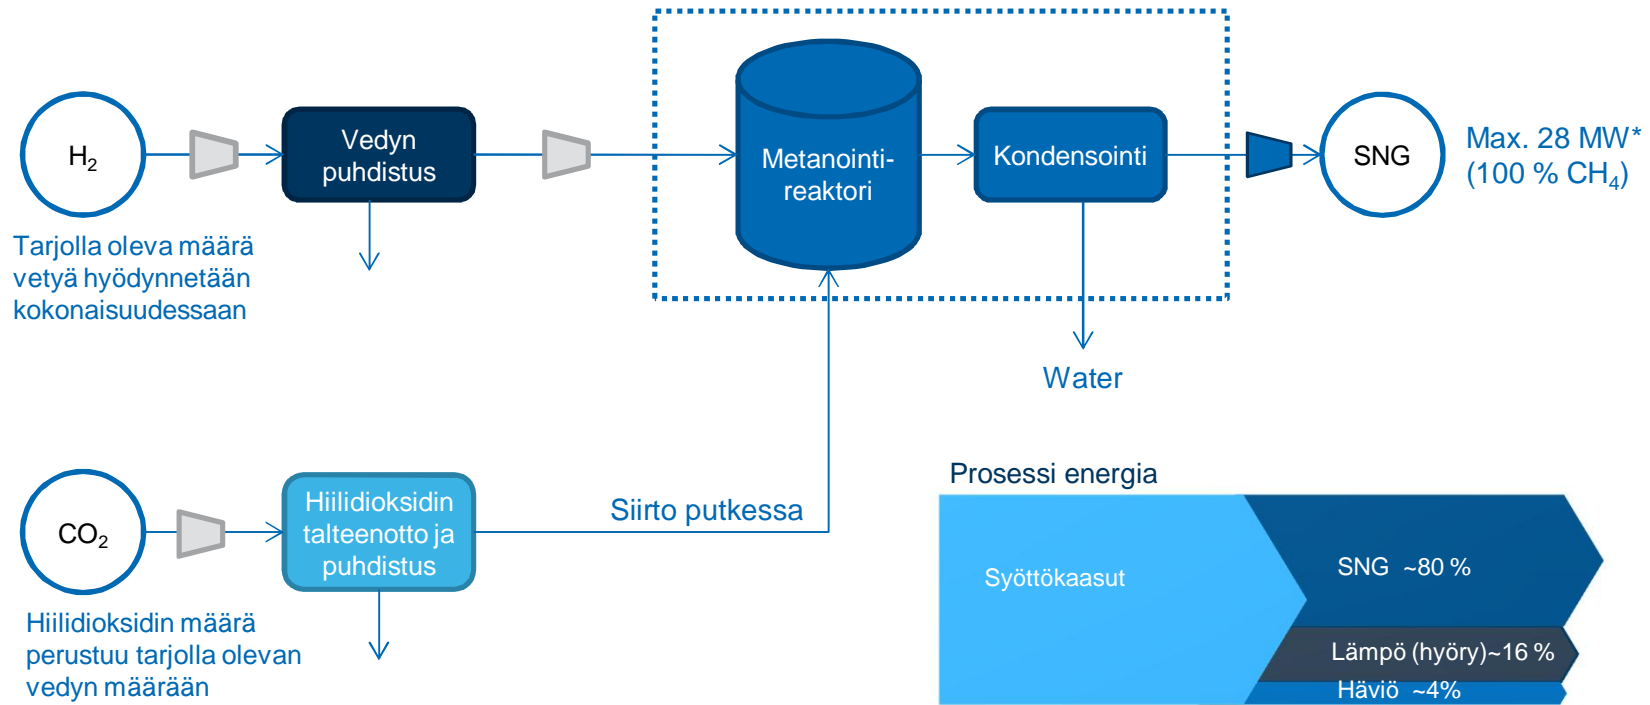 H₂
Vedyn
puhdistus
Metanointi-
reaktori
Kondensointi
SNG
Max. 28 MW*
(100 % CH₄)
Tarjolla oleva määrä
vetyä hyödynnetään
kokonaisuudessaan
Water
CO₂
Hiilidioksidin
talteenotto ja
puhdistus
Siirto putkessa
Hiilidioksidin määrä
perustuu tarjolla olevan
vedyn määrään
Prosessi energia
Syöttökaasut
SNG ~80 %
Lämpö (hyöry)~16 %
Häviö ~4%